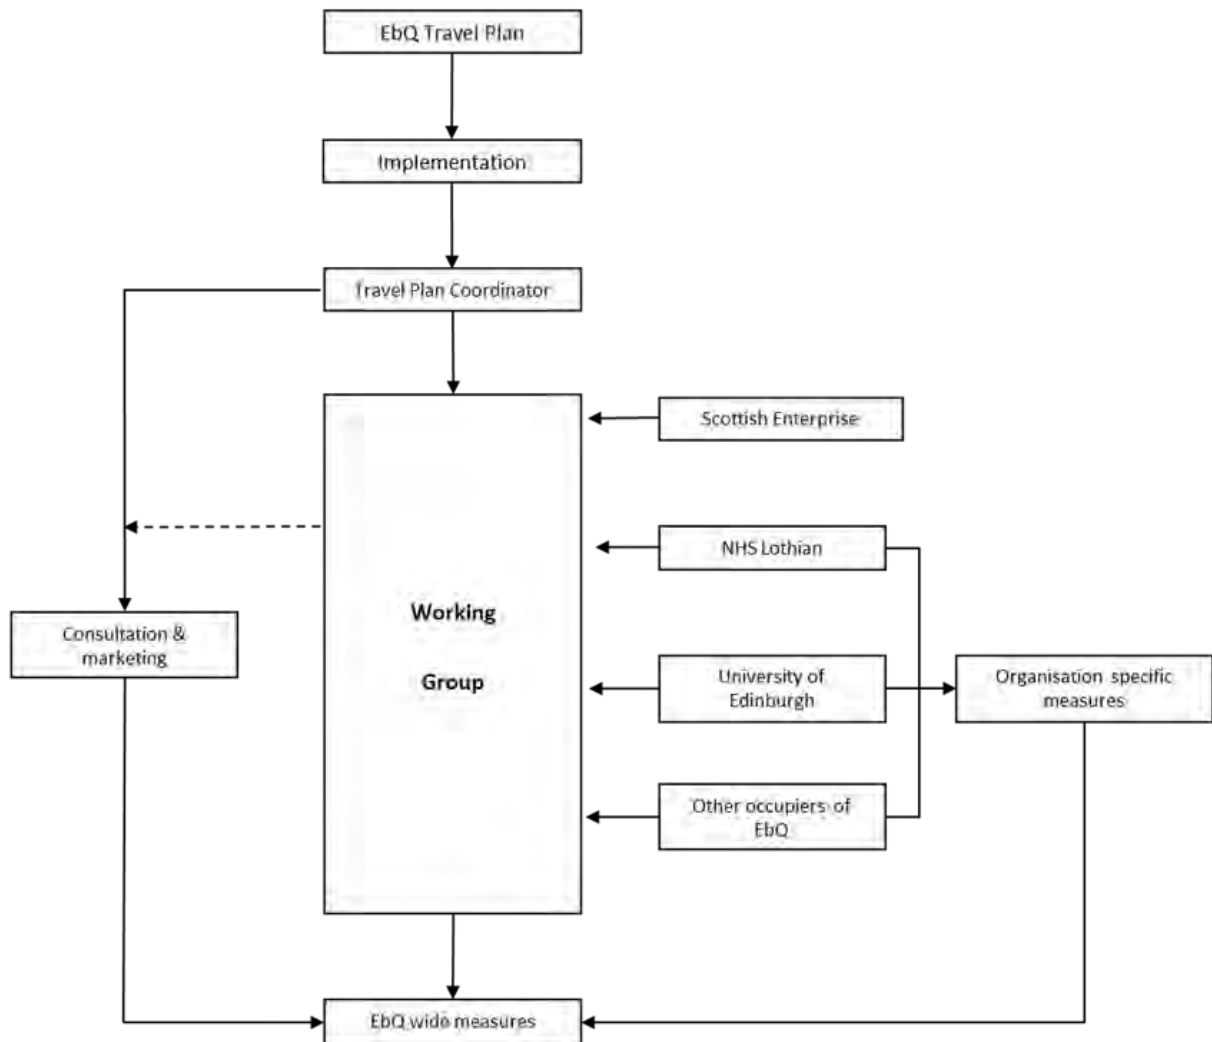 EbQ Travel Plan
Implementation
Travel Plan Coordinator
Scottish Enterprise
NHS Lothian
Working
Group
Consultation &
marketing
University of
Edinburgh
Organisation specific
measures
Other occupiers of
EbQ
EbQ wide measures